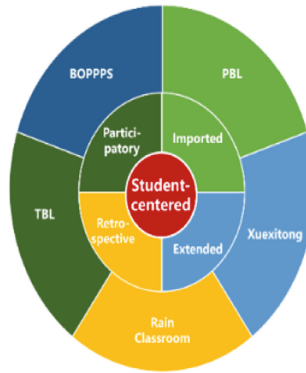 BOPPPS
PBL
Partici-
patory
Imported
Student-
centered
TBL
Retro-
spective
Extended
Xuexitong
Rain
Classroom